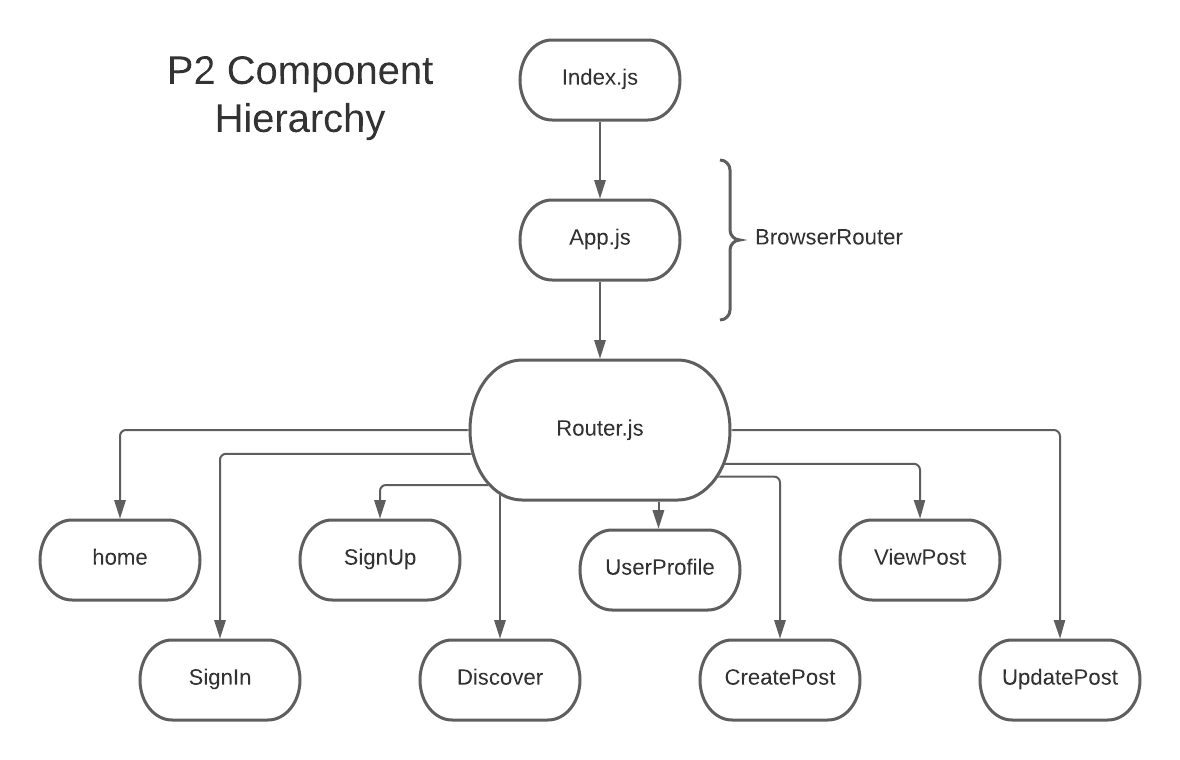 P2 Component
Hierarchy
Index.js
App.js
BrowserRouter
Router.js
home
SignUp
UserProfile
ViewPost
SignIn
Discover
CreatePost
UpdatePost